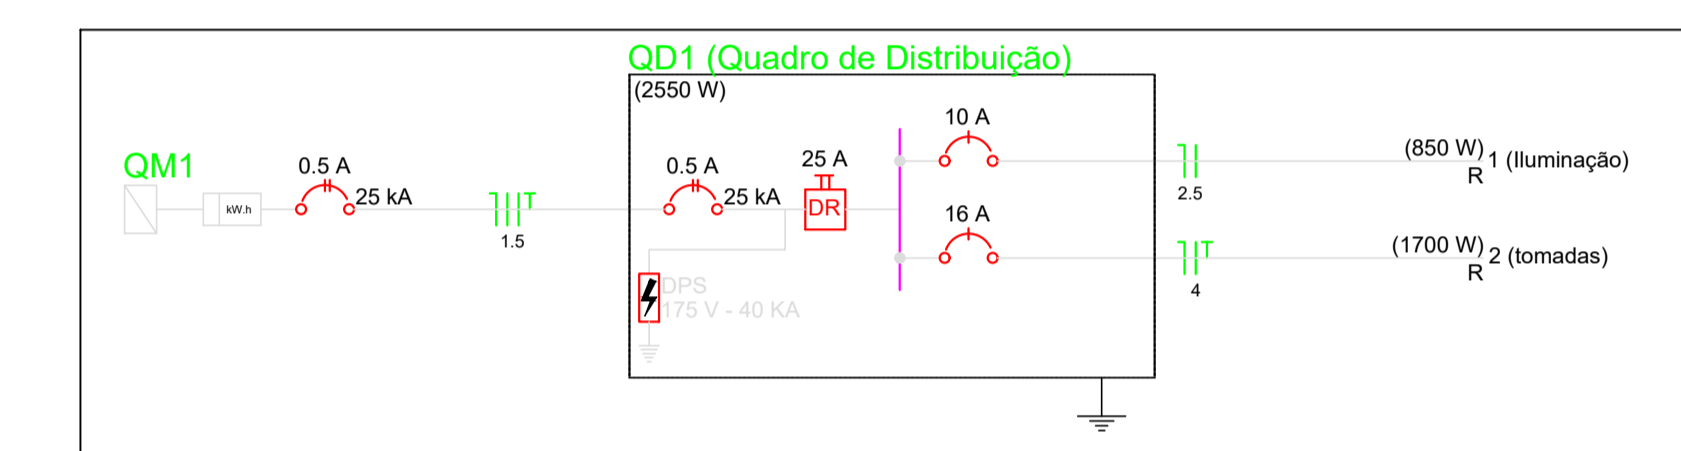 QD1 (Quadro de Distribuição)
(2550 W)
QM1
kW.h
0.5 A
25 kA
1.5
0.5 A
25 kA
25 A
DR
DPS
175 V - 40 KA
10 A
16 A
2.5
(850 W)
R
1 (Iluminação)
T
T
4
(1700 W)
R
2 (tomadas)